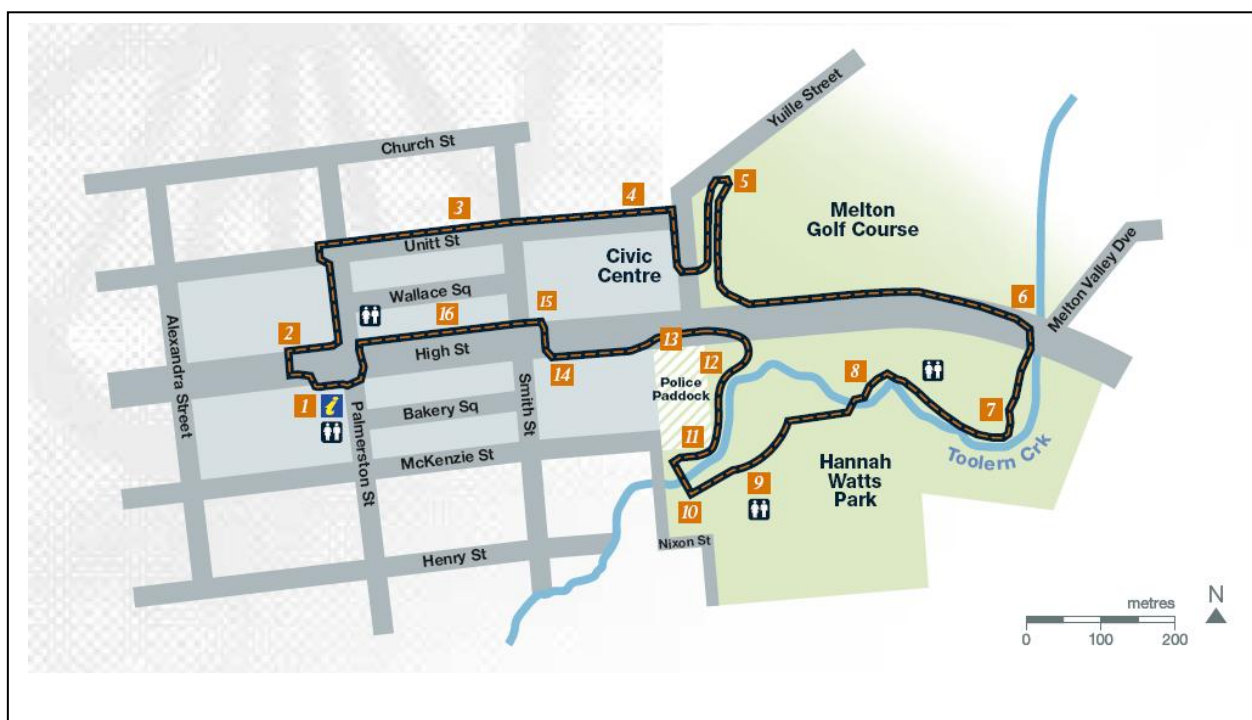 Church St
Yuille Street
3
4
5
Unitt St
Melton
Golf Course
Civic
Centre
Wallace Sq
Melton Valley Dve
6
2
16
15
Alexandra Street
High St
13
14
12
8
Police
Paddock
1
i
Palmerston St
Bakery Sq
Smith St
7
11
McKenzie St
Toolern Crk
Hannah
Watts
Park
9
10
Nixon St
Henry St
metres
N
0
100
200